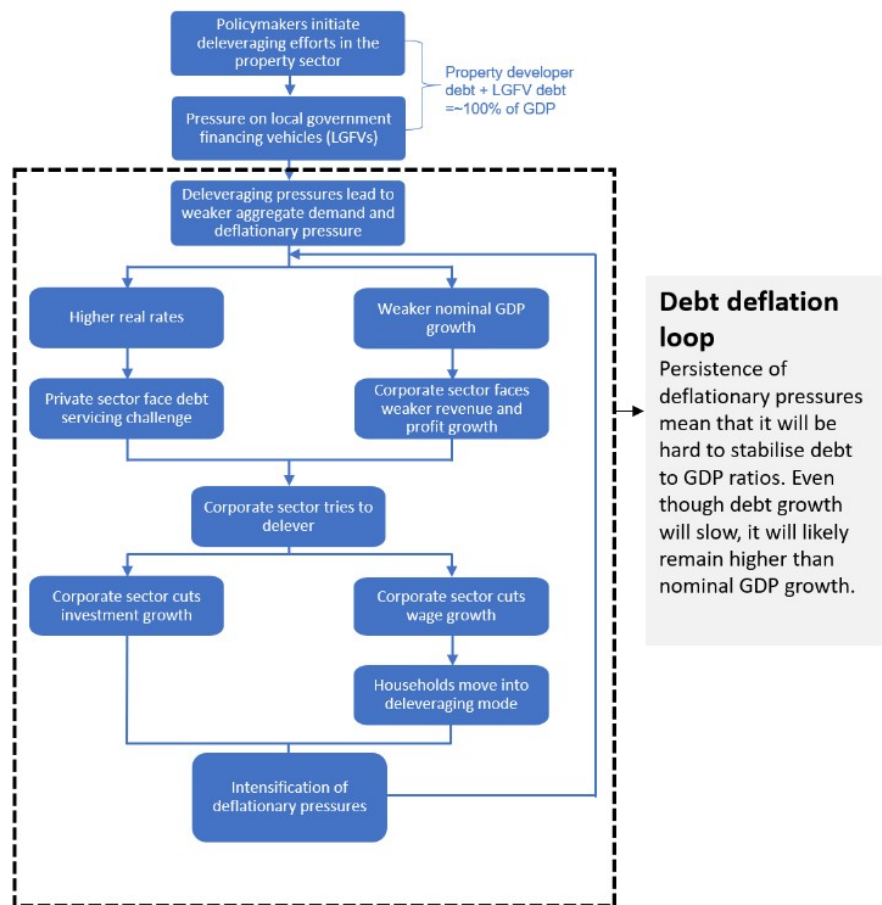 Policymakers initiate
deleveraging efforts in the
property sector
Property developer
debt + LGFV debt
=~100% of GDP
Pressure on local government
financing vehicles (LGFVs)
Deleveraging pressures lead to
weaker aggregate demand and
deflationary pressure
Higher real rates
Weaker nominal GDP
growth
Private sector face debt
servicing challenge
Corporate sector faces
weaker revenue and
profit growth
Corporate sector tries to
delever
Corporate sector cuts
investment growth
Corporate sector cuts
wage growth
Households move into
deleveraging mode
Intensification of
deflationary pressures
Debt deflation
loop
Persistence of
deflationary pressures
mean that it will be
hard to stabilise debt
to GDP ratios. Even
though debt growth
will slow, it will likely
remain higher than
nominal GDP growth.